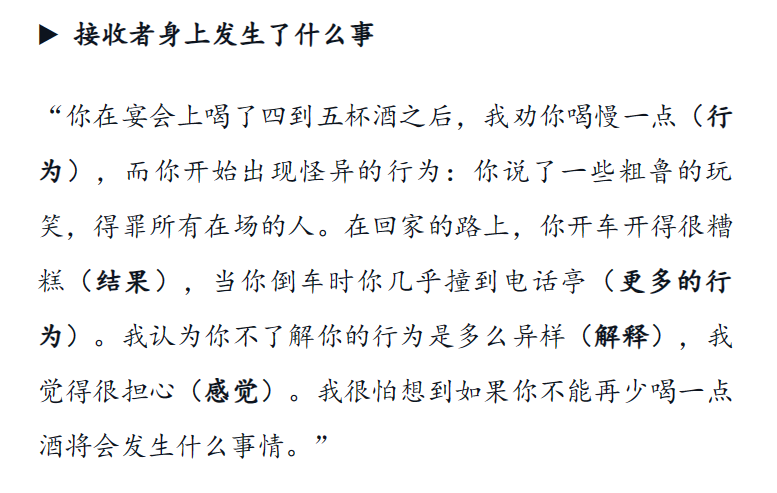 ▶ 接收者身上发生了什么事
“你在宴会上喝了四到五杯酒之后，我劝你喝慢一点（行
为），而你开始出现怪异的行为：你说了一些粗鲁的玩
笑，得罪所有在场的人。在回家的路上，你开车开得很糟
糕（结果），当你倒车时你几乎撞到电话亭（更多的行
为）。我认为你不了解你的行为是多么异样（解释），我
觉得很担心（感觉）。我很怕想到如果你不能再少喝一点
酒将会发生什么事情。”